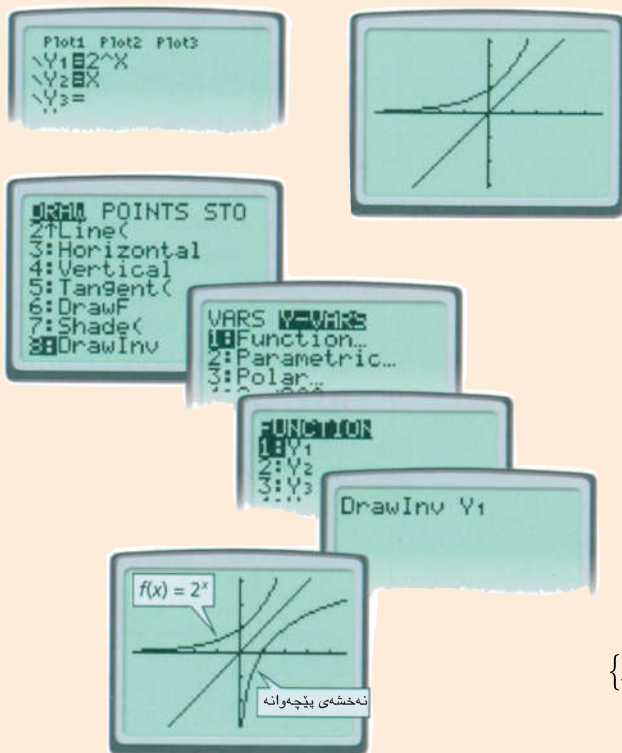 Plot1 Plot2 Plot3
\Y1=2^X
\Y2=X
\Y3=
DRAW POINTS STO
2↑Line(
3:Horizontal
4:Vertical
5:Tangent(
6:DrawF
7:Shade(
8:DrawInv
VARS Y-VARS
1:Function…
2:Parametric…
3:Polar…
FUNCTION
1:Y1
2:Y2
3:Y3
DrawInv Y1
f(x) = 2ˣ
نەخشەی پێچەوانە
{